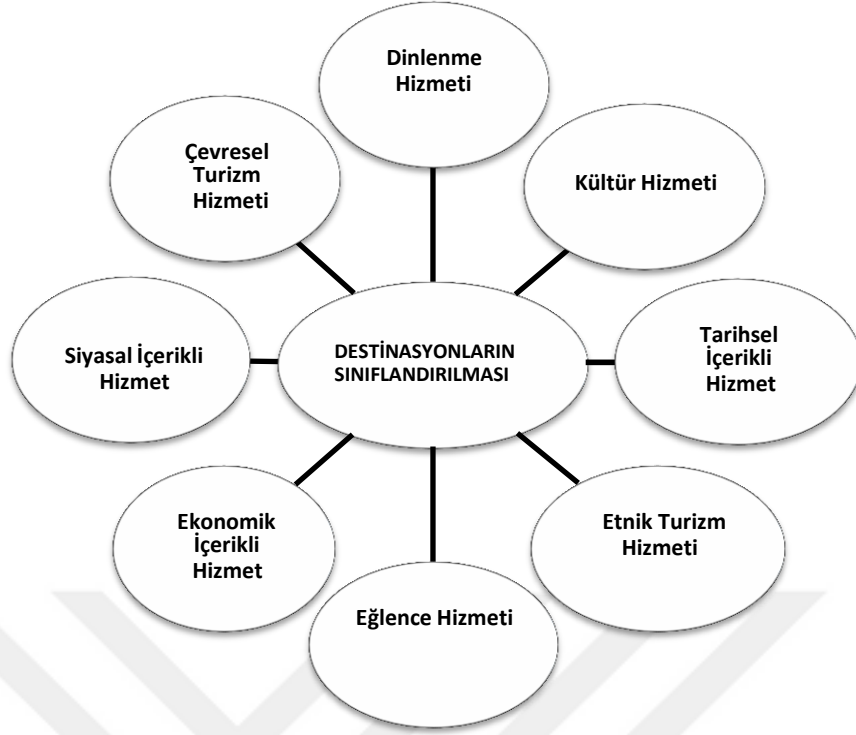 Dinlenme
Hizmeti
Kültür Hizmeti
Tarihsel
İçerikli
Hizmet
Etnik Turizm
Hizmeti
Eğlence Hizmeti
Ekonomik
İçerikli
Hizmet
Siyasal İçerikli
Hizmet
Çevresel
Turizm
Hizmeti
DESTİNASYONLARIN
SINIFLANDIRILMASI